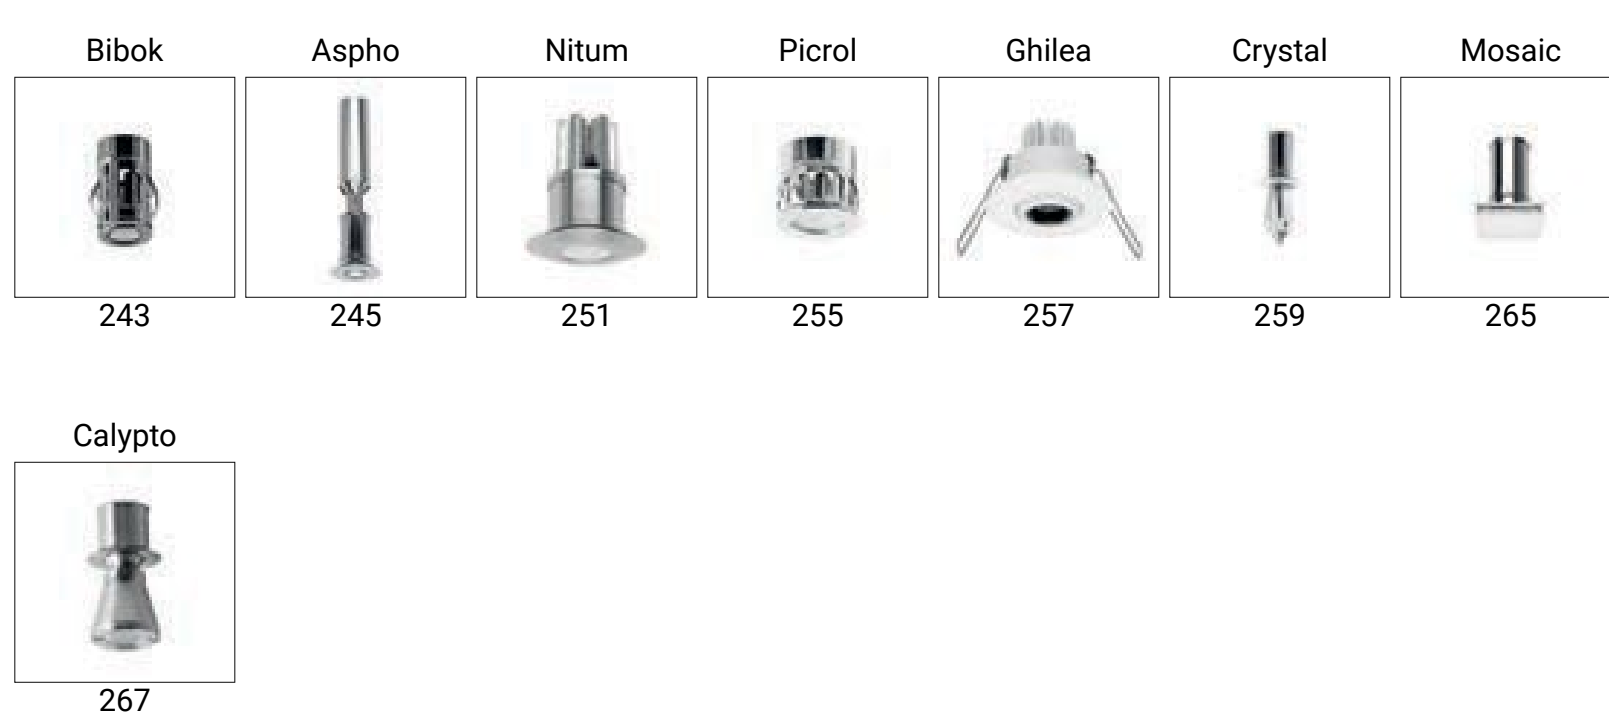 Bibok Aspho Nitum Picrol Ghilea Crystal Mosaic
243 245 251 255 257 259 265
Calypto
267